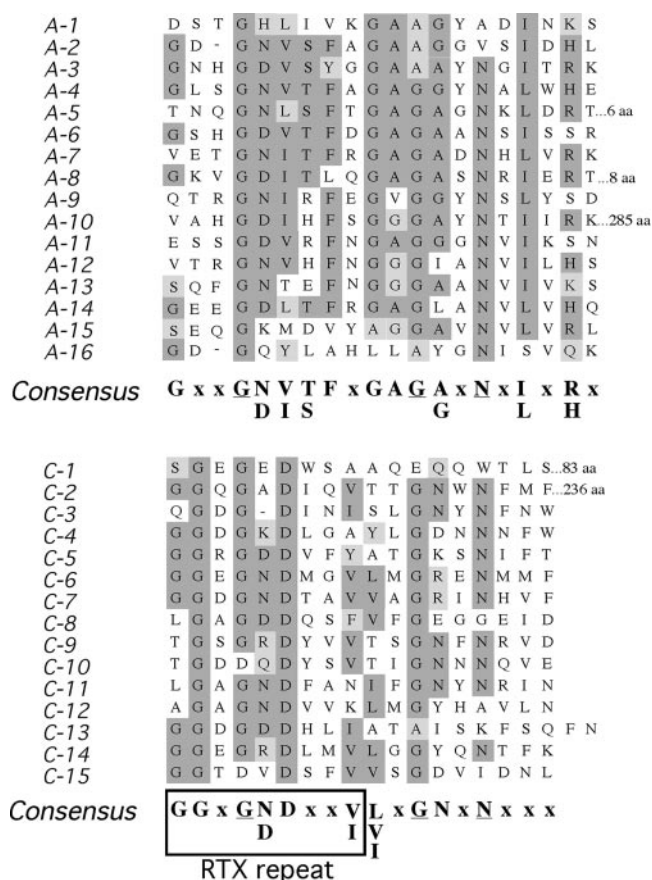 A-1 D S T G H L I V K G A A G Y A D I N K S
A-2 G D - G N V S F A G A A G G V S I D H L
A-3 G N H G D V S Y G G A A A Y N G I T R K
A-4 G L S G N V T F A G A G G Y N A L W H E
A-5 T N Q G N L S F T G A G A G N K L D R T...6 aa
A-6 G S H G D V T F D G A G A A N S I S S R
A-7 V E T G N I T F R G A G A D N H L V R K
A-8 G K V G D I T L Q G A G A S N R I E R T...8 aa
A-9 Q T R G N I R F E G V G G Y N S L Y S D
A-10 V A H G D I H F S G G G A Y N T I I R K...285 aa
A-11 E S S G D V R F N G A G G G N V I K S N
A-12 V T R G N V H F N G G G I A N V I L H S
A-13 S Q F G N T E F N G G G A A N V I V K S
A-14 G E E G D L T F R G A G L A N V L V H Q
A-15 S E Q G K M D V Y A G G A V N V L V R L
A-16 G D - G Q Y L A H L L A Y G N I S V Q K
Consensus G x x G N V T F x G A G A x N x I x R x
D I S G L H
C-1 S G E G E D W S A A Q E Q Q W T L S...83 aa
C-2 G G Q G A D I Q V T T G N W N F M F...236 aa
C-3 Q G D G - D I N I S L G N Y N F N W
C-4 G G D G K D L G A Y L G D N N N F W
C-5 G G R G D D V F Y A T G K S N I F T
C-6 G G E G N D M G V L M G R E N M M F
C-7 G G D G N D T A V V A G R I N H V F
C-8 L G A G D D Q S F V F G E G G E I D
C-9 T G S G R D Y V V T S G N F N R V D
C-10 T G D D Q D Y S V T I G N N N Q V E
C-11 L G A G N D F A N I F G N Y N R I N
C-12 A G A G N D V V K L M G Y H A V L N
C-13 G G D G D D H L I A T A I S K F S Q F N
C-14 G G E G R D L M V L G G Y Q N T F K
C-15 G G T D V D S F V V S G D V I D N L
Consensus G G x G N D x x V L x G N x N x x x
D I V
I
RTX repeat